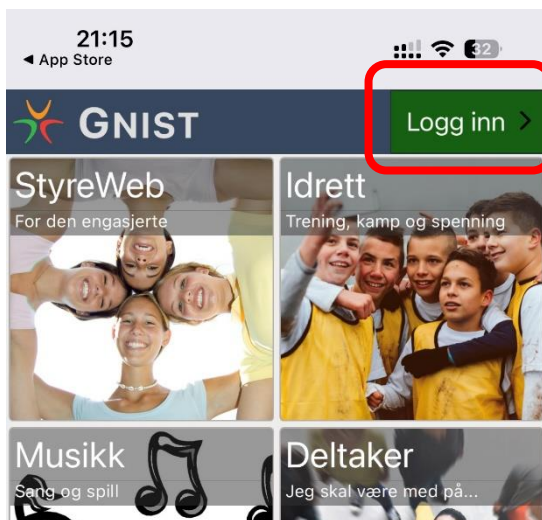 21:15
◀ App Store
32
GNIST
Logg inn
StyreWeb
For den engasjerte
Idrett
Trening, kamp og spenning
Musikk
Sang og spill
Deltaker
Jeg skal være med på...